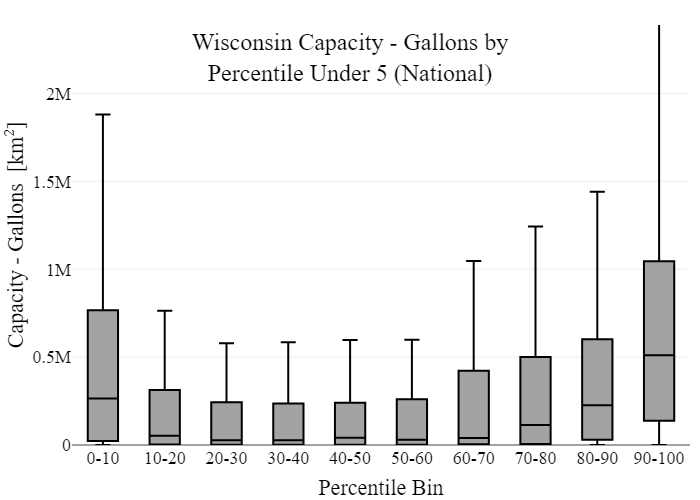 Wisconsin Capacity - Gallons by
Percentile Under 5 (National)
Capacity - Gallons [km²]
2M
1.5M
1M
0.5M
0
0-10 10-20 20-30 30-40 40-50 50-60 60-70 70-80 80-90 90-100
Percentile Bin